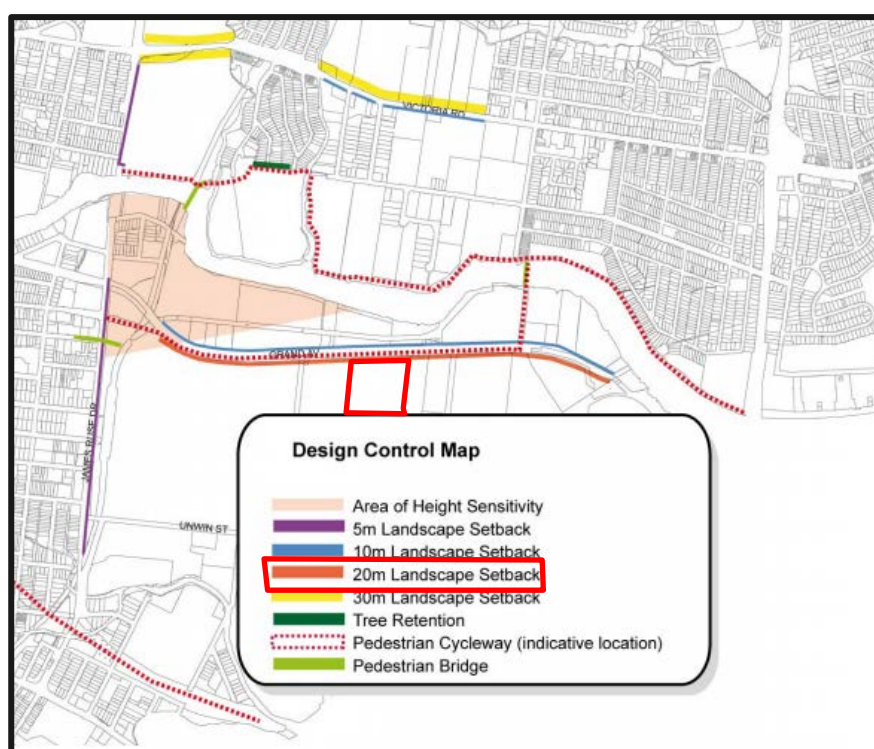 VICTORIA RD
GRAND AV
JAMES RUSE DR
UNWIN ST
Design Control Map
Area of Height Sensitivity
5m Landscape Setback
10m Landscape Setback
20m Landscape Setback
30m Landscape Setback
Tree Retention
Pedestrian Cycleway (indicative location)
Pedestrian Bridge